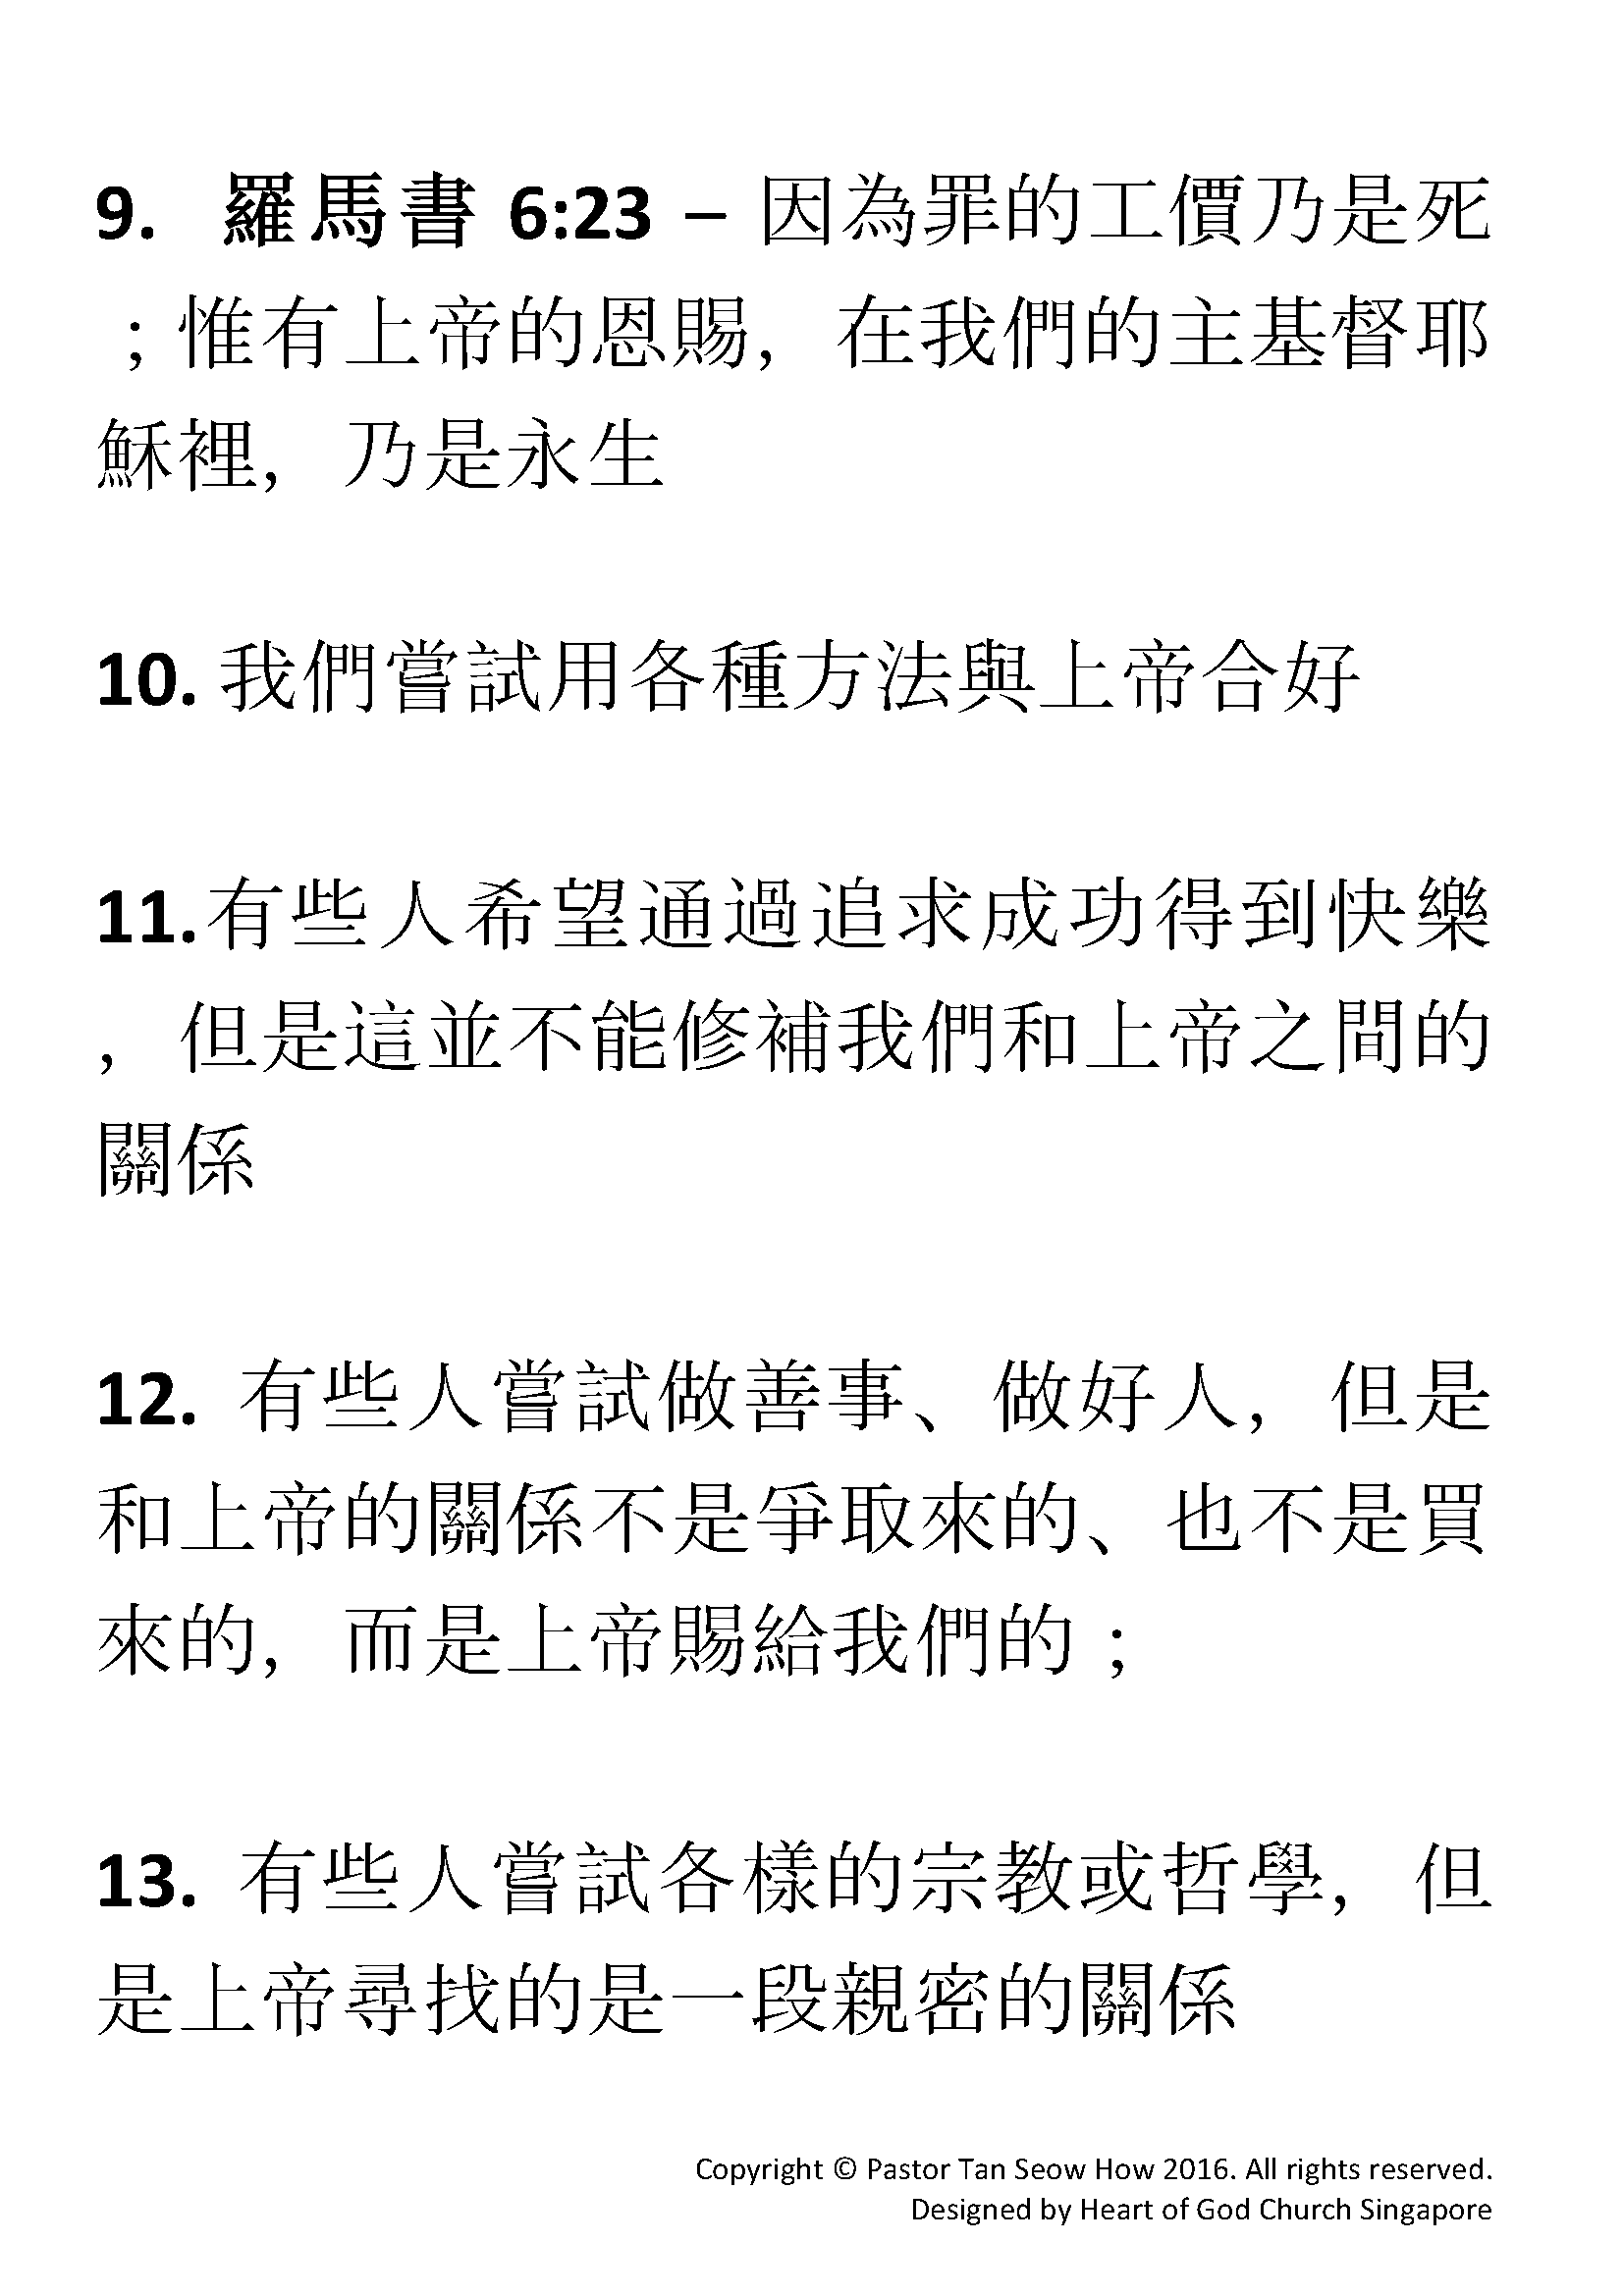 9. 羅馬書 6:23 – 因為罪的工價乃是死
；惟有上帝的恩賜，在我們的主基督耶
穌裡，乃是永生
10. 我們嘗試用各種方法與上帝合好
11.有些人希望通過追求成功得到快樂
，但是這並不能修補我們和上帝之間的
關係
12. 有些人嘗試做善事、做好人，但是
和上帝的關係不是爭取來的、也不是買
來的，而是上帝賜給我們的；
13. 有些人嘗試各樣的宗教或哲學，但
是上帝尋找的是一段親密的關係
Copyright © Pastor Tan Seow How 2016. All rights reserved.
Designed by Heart of God Church Singapore